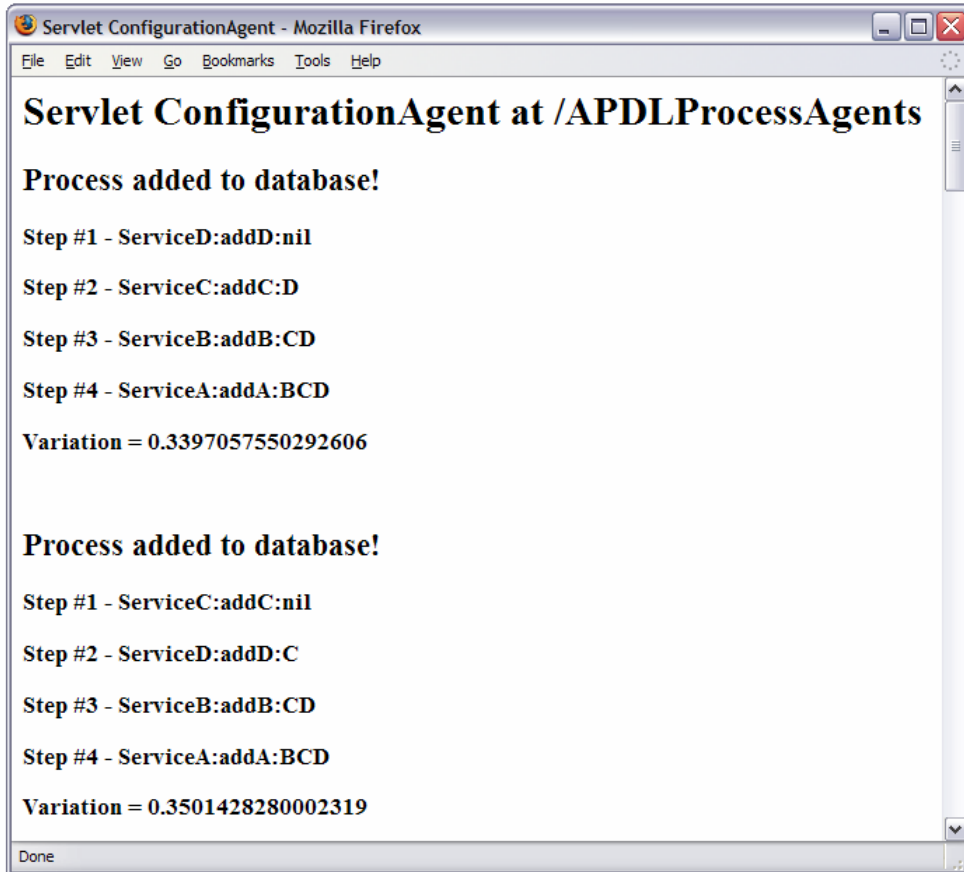 Servlet ConfigurationAgent - Mozilla Firefox
File Edit View Go Bookmarks Tools Help
Servlet ConfigurationAgent at /APDLProcessAgents
Process added to database!
Step #1 - ServiceD:addD:nil
Step #2 - ServiceC:addC:D
Step #3 - ServiceB:addB:CD
Step #4 - ServiceA:addA:BCD
Variation = 0.3397057550292606
Process added to database!
Step #1 - ServiceC:addC:nil
Step #2 - ServiceD:addD:C
Step #3 - ServiceB:addB:CD
Step #4 - ServiceA:addA:BCD
Variation = 0.3501428280002319
Done